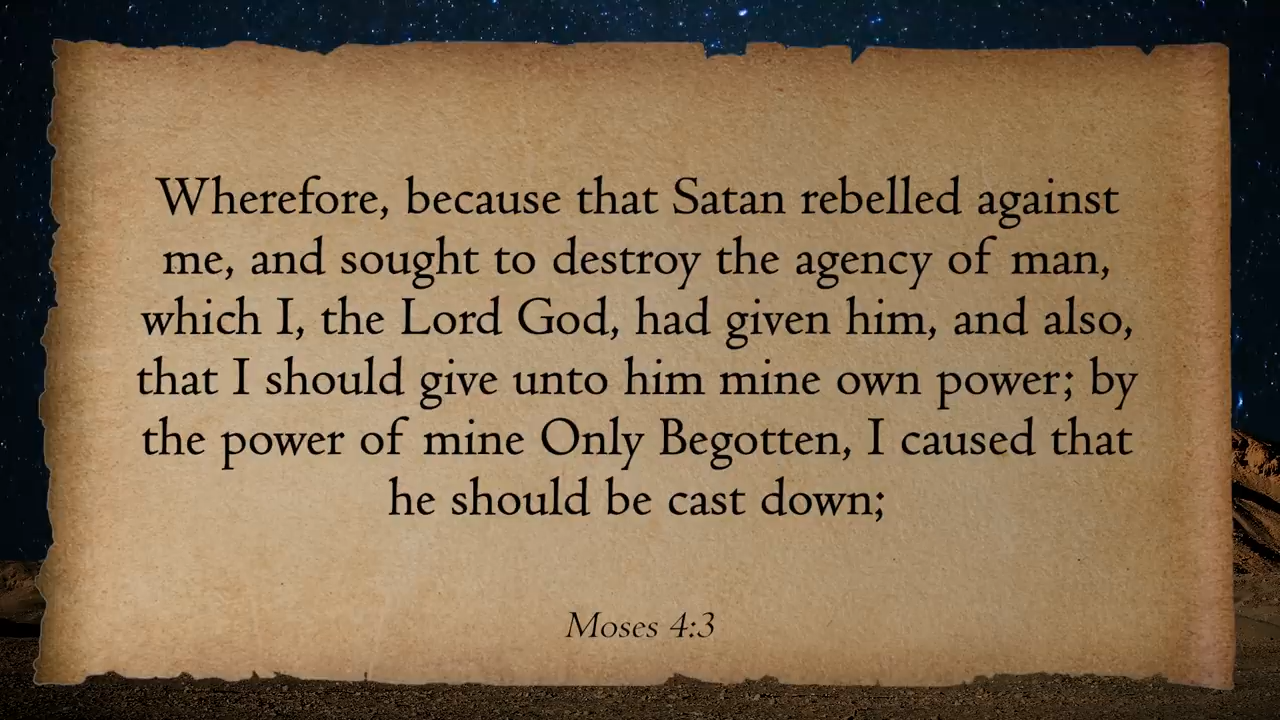 Wherefore, because that Satan rebelled against
me, and sought to destroy the agency of man,
which I, the Lord God, had given him, and also,
that I should give unto him mine own power; by
the power of mine Only Begotten, I caused that
he should be cast down;
Moses 4:3